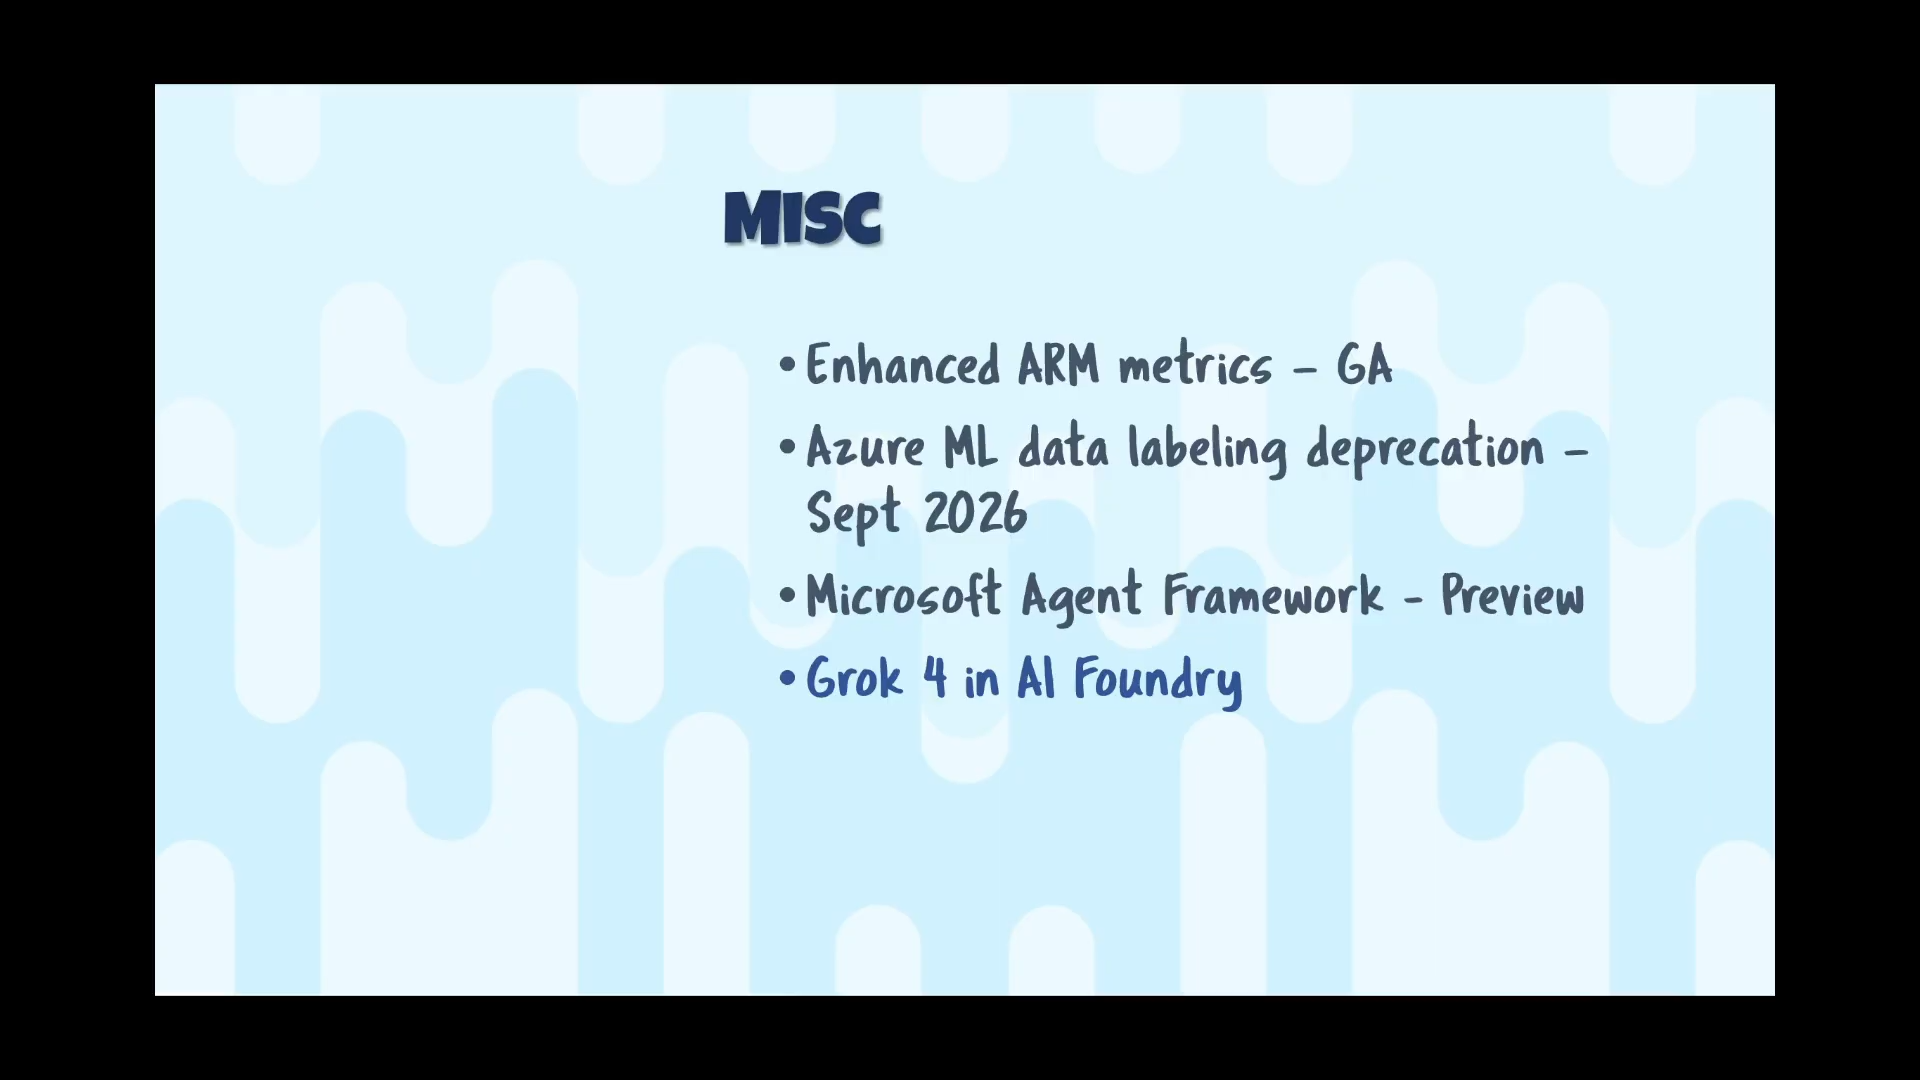 MISC
• Enhanced ARM metrics – GA
• Azure ML data labeling deprecation –
Sept 2026
• Microsoft Agent Framework - Preview
• Grok 4 in AI Foundry